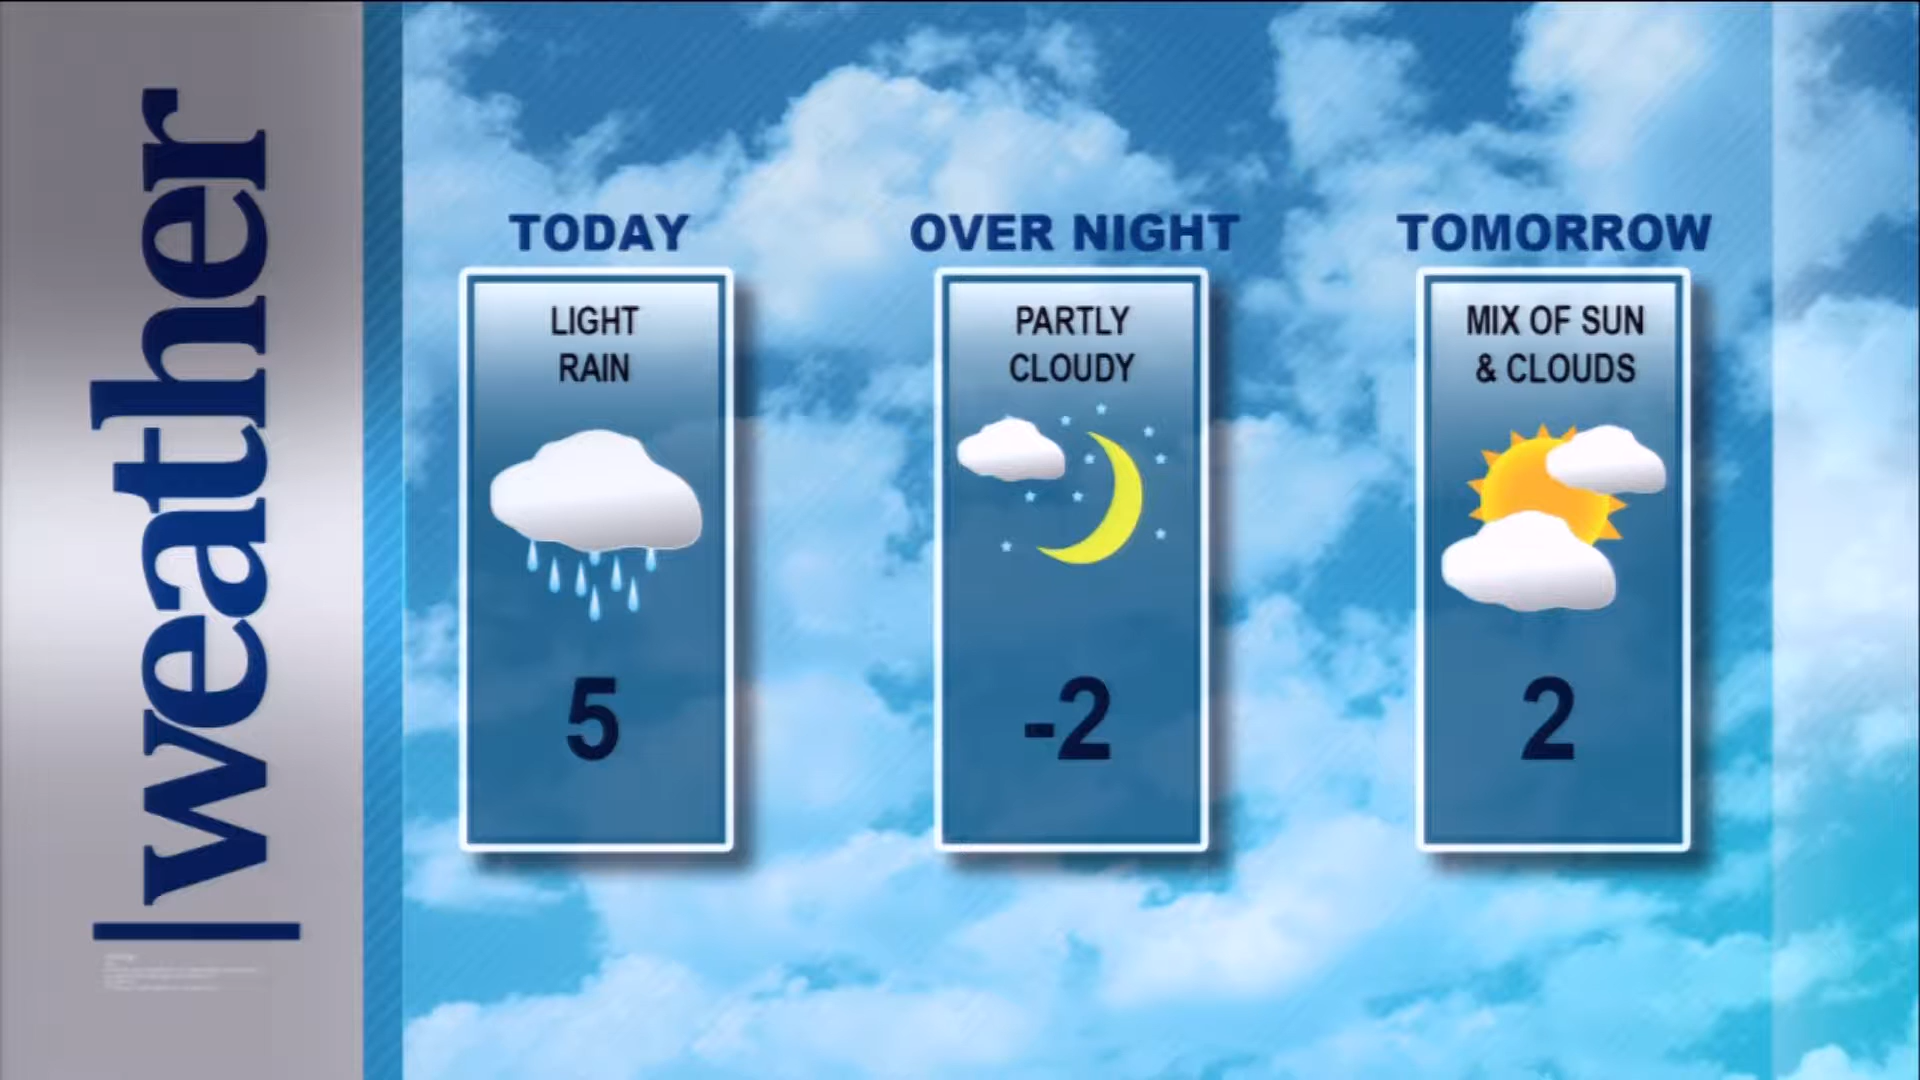 weather
TODAY
LIGHT
RAIN
5
OVER NIGHT
PARTLY
CLOUDY
-2
TOMORROW
MIX OF SUN
& CLOUDS
2